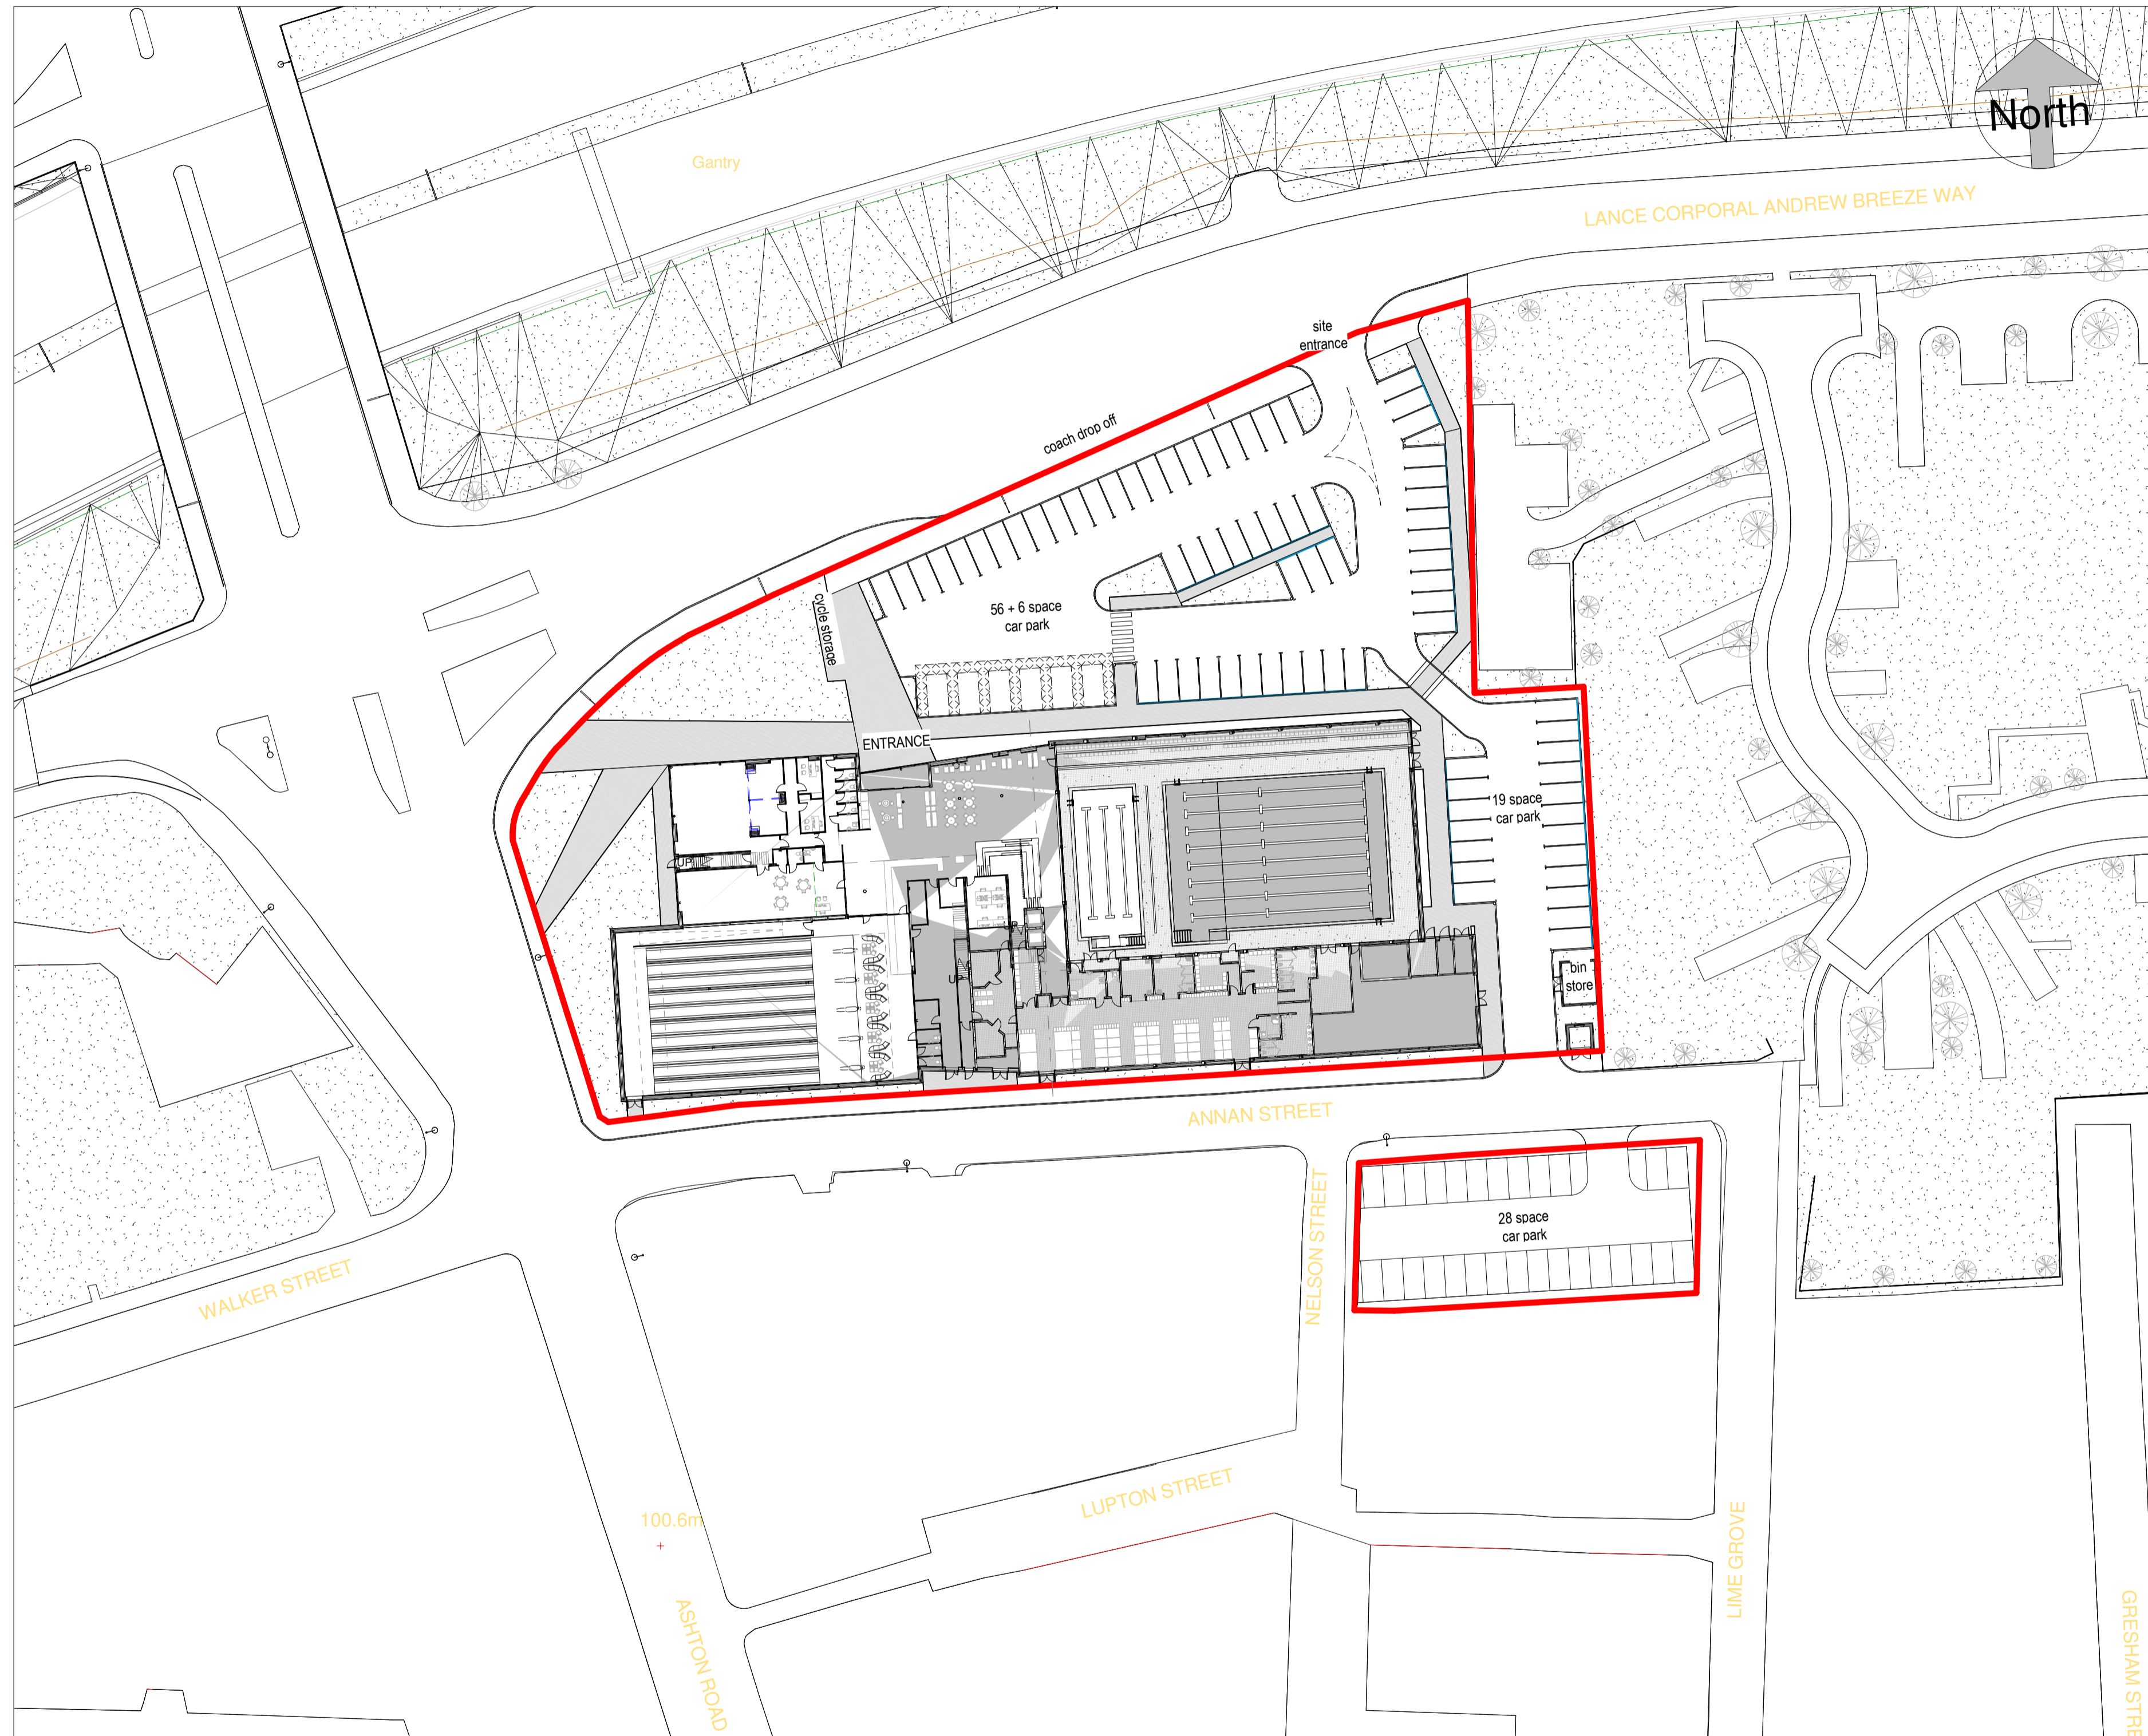 North
Gantry
LANCE CORPORAL ANDREW BREEZE WAY
site
entrance
coach drop off
cycle storage
56 + 6 space
car park
ENTRANCE
19 space
car park
UP
bin
store
ANNAN STREET
NELSON STREET
28 space
car park
WALKER STREET
LUPTON STREET
100.6m
LIME GROVE
ASHTON ROAD
GRESHAM STRE